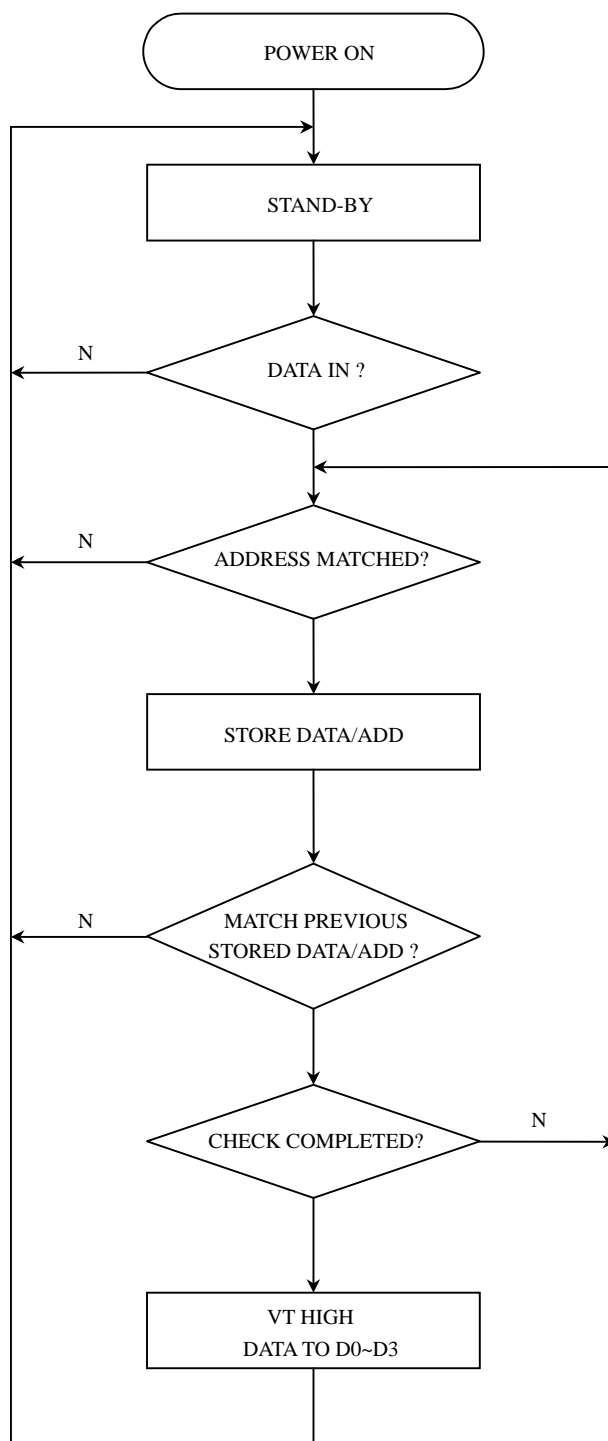 POWER ON
STAND-BY
N
DATA IN ?
N
ADDRESS MATCHED?
STORE DATA/ADD
N
MATCH PREVIOUS
STORED DATA/ADD ?
CHECK COMPLETED?
N
VT HIGH
DATA TO D0~D3